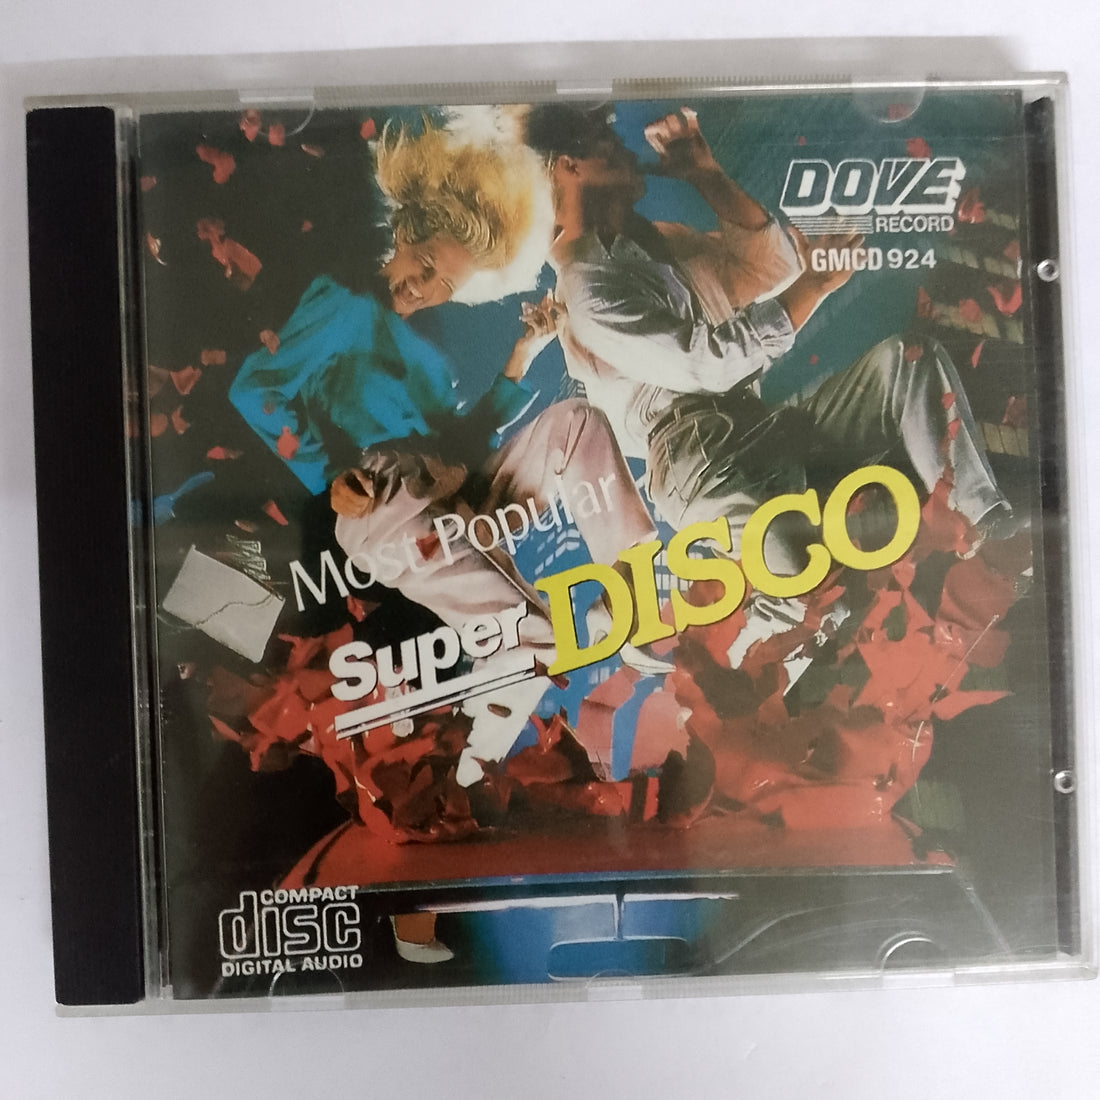 DOVE
RECORD
GMCD 924
Most Popular
Super DISCO
COMPACT
disc
DIGITAL AUDIO